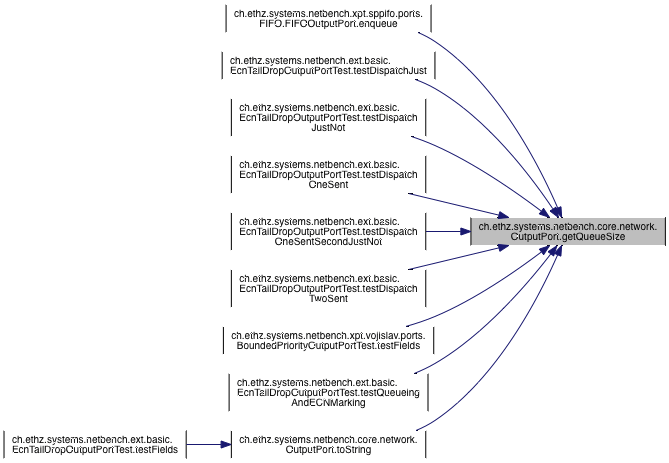 ch.ethz.systems.netbench.xpt.sppifo.ports.
FIFO.FIFOOutputPort.enqueue
ch.ethz.systems.netbench.ext.basic.
EcnTailDropOutputPortTest.testDispatchJust
ch.ethz.systems.netbench.ext.basic.
EcnTailDropOutputPortTest.testDispatch
JustNot
ch.ethz.systems.netbench.ext.basic.
EcnTailDropOutputPortTest.testDispatch
OneSent
ch.ethz.systems.netbench.ext.basic.
EcnTailDropOutputPortTest.testDispatch
OneSentSecondJustNot
ch.ethz.systems.netbench.core.network.
OutputPort.getQueueSize
ch.ethz.systems.netbench.ext.basic.
EcnTailDropOutputPortTest.testDispatch
TwoSent
ch.ethz.systems.netbench.xpt.vojislav.ports.
BoundedPriorityOutputPortTest.testFields
ch.ethz.systems.netbench.ext.basic.
EcnTailDropOutputPortTest.testQueueing
AndECNMarking
ch.ethz.systems.netbench.ext.basic.
EcnTailDropOutputPortTest.testFields
ch.ethz.systems.netbench.core.network.
OutputPort.toString